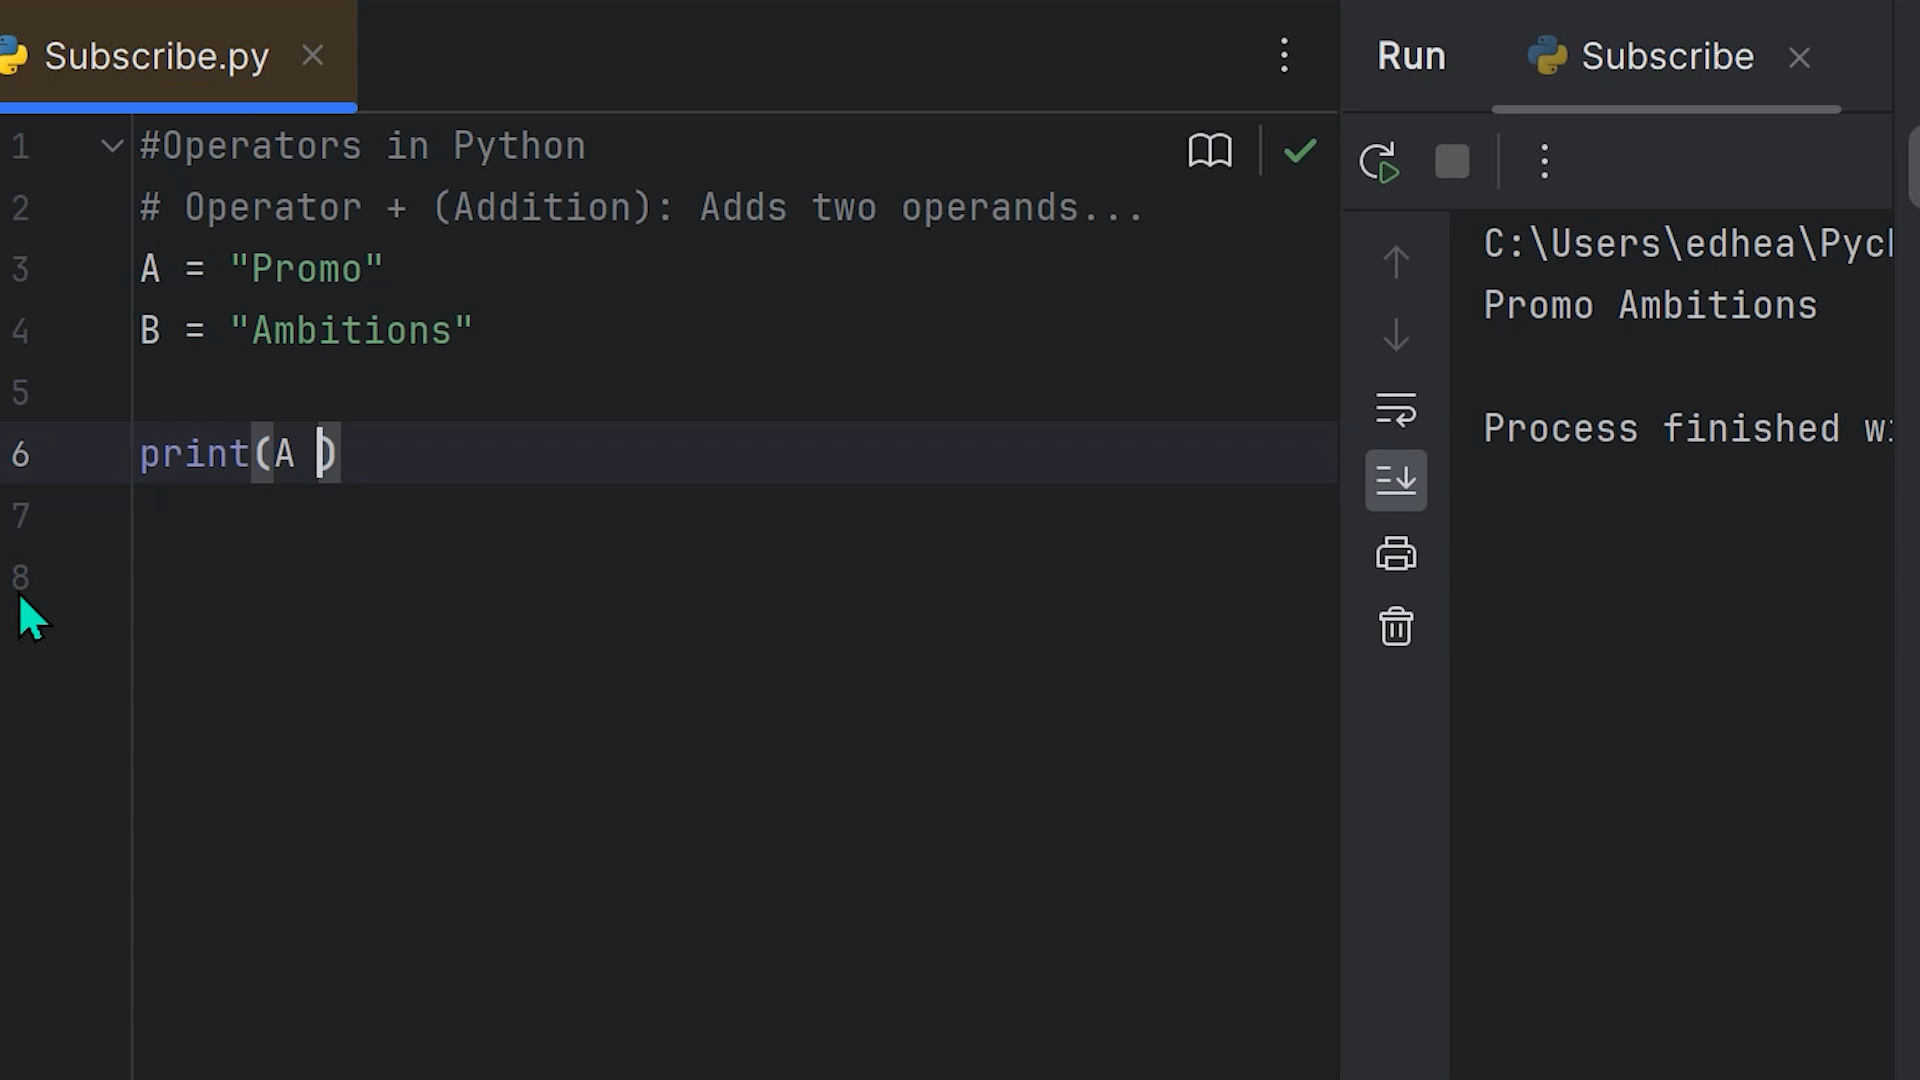 Subscribe.py
1 #Operators in Python
2 # Operator + (Addition): Adds two operands...
3 A = "Promo"
4 B = "Ambitions"
5
6 print(A )
7
8
Run Subscribe
C:\Users\edhea\Pycl
Promo Ambitions
Process finished wi